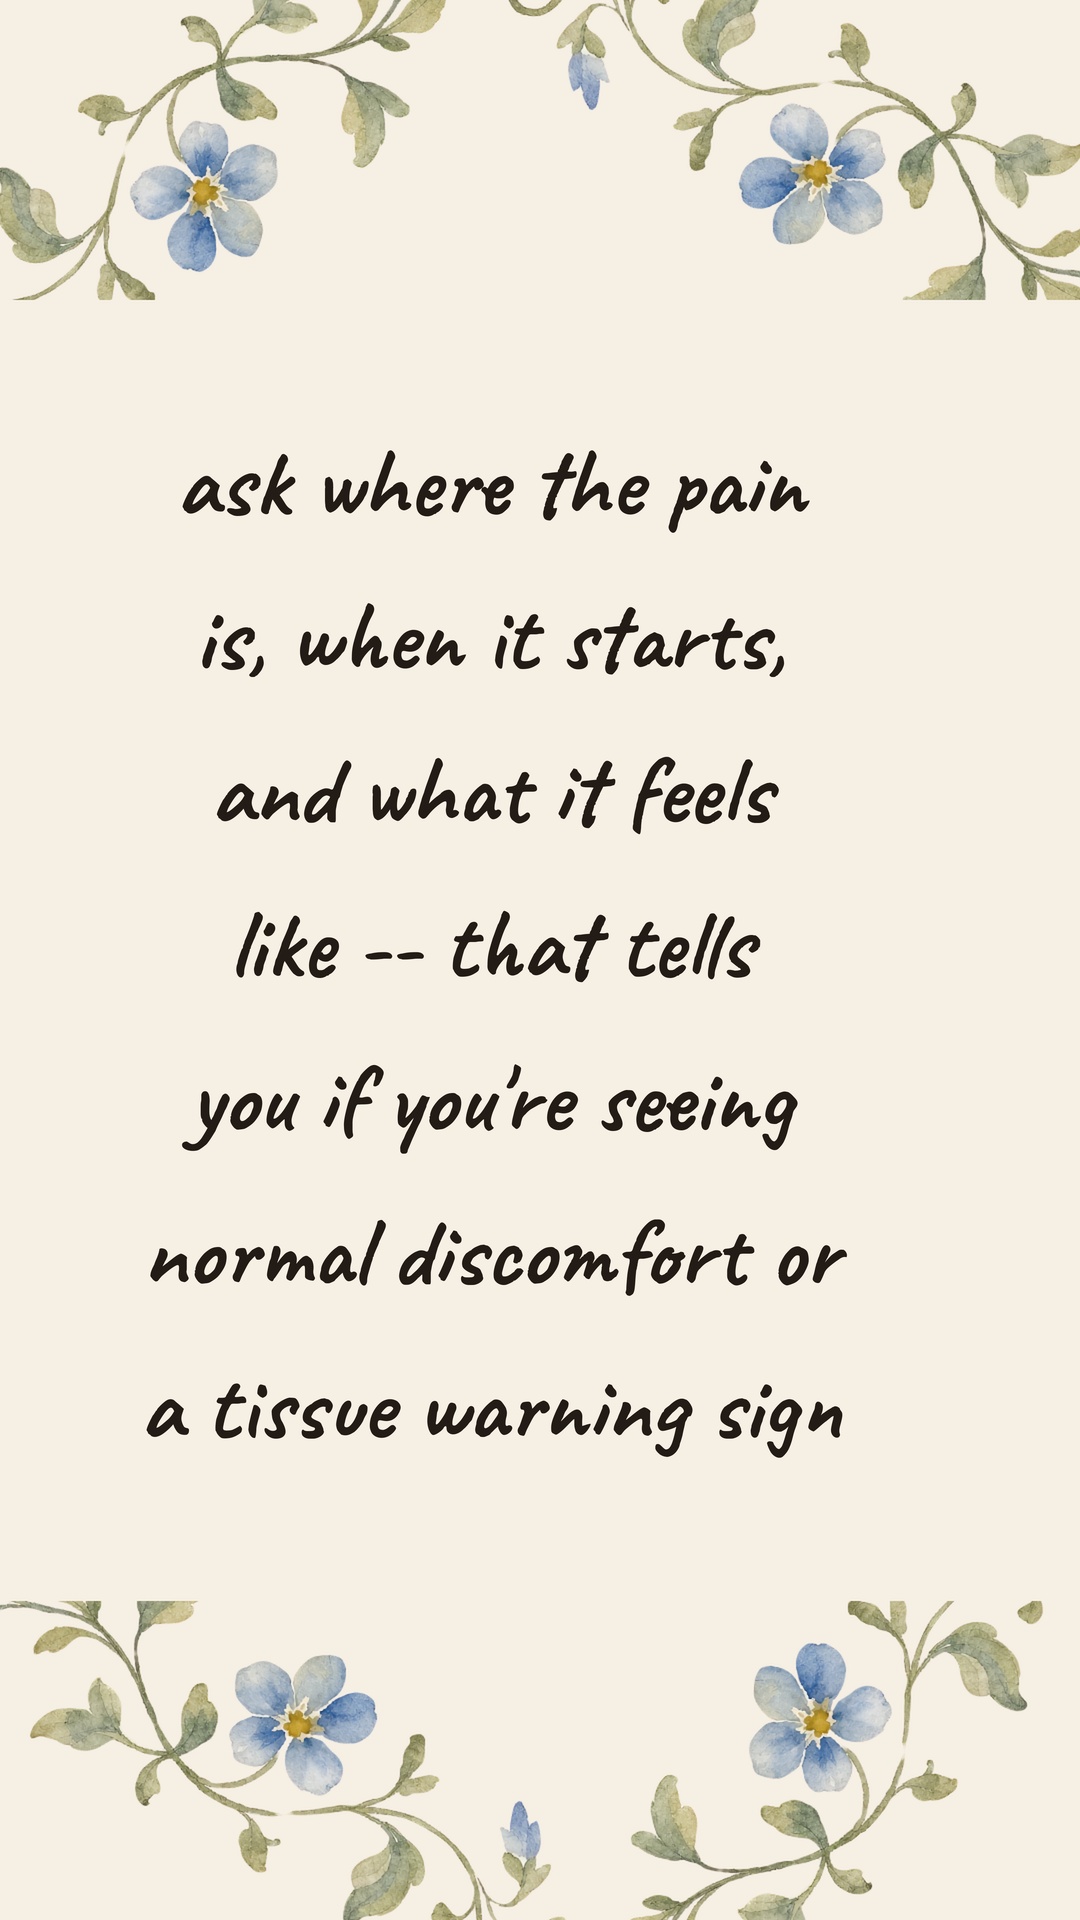 ask where the pain
is, when it starts,
and what it feels
like -- that tells
you if you're seeing
normal discomfort or
a tissue warning sign